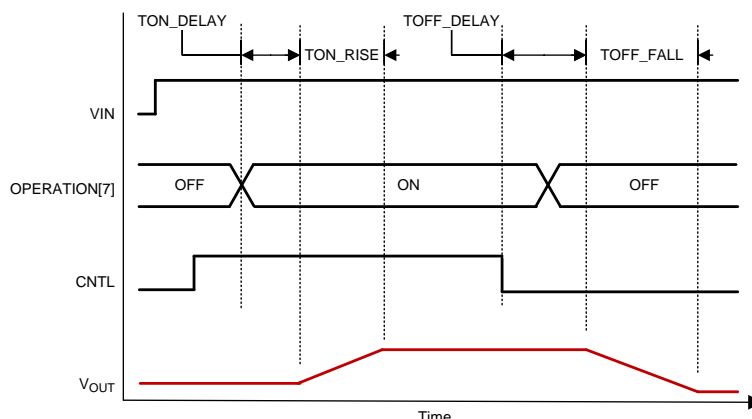 TON_DELAY
TOFF_DELAY
TON_RISE
TOFF_FALL
VIN
OPERATION[7]
OFF
ON
OFF
CNTL
VOUT
Time